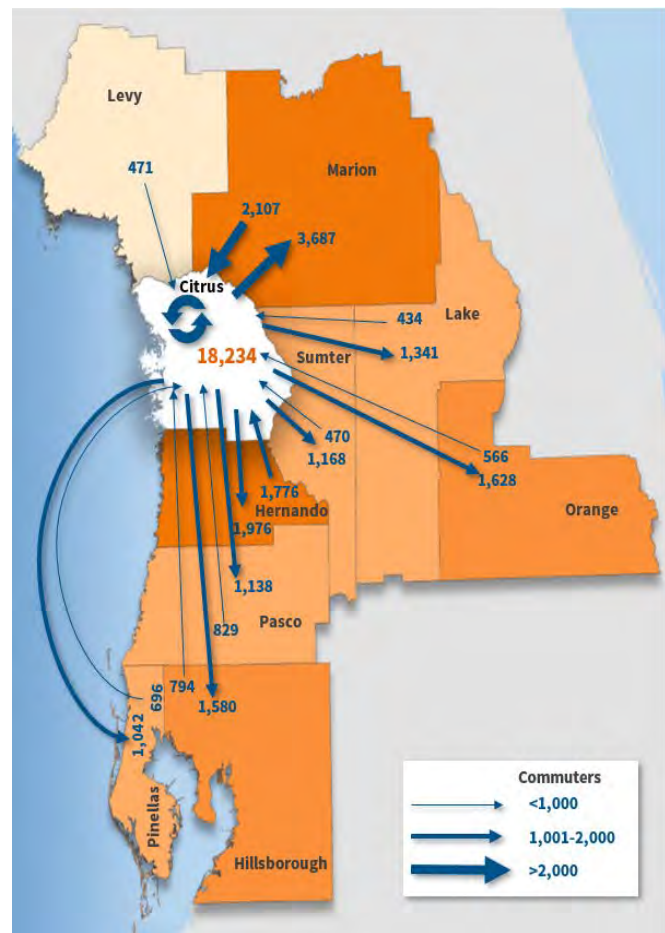 Levy
Marion
471
2,107
3,687
Citrus
434
Lake
18,234
Sumter
1,341
470
1,168
566
1,628
1,776
Hernando
1,976
Orange
1,138
Pasco
829
794
696
1,580
1,042
Pinellas
Hillsborough
Commuters
<1,000
1,001-2,000
>2,000